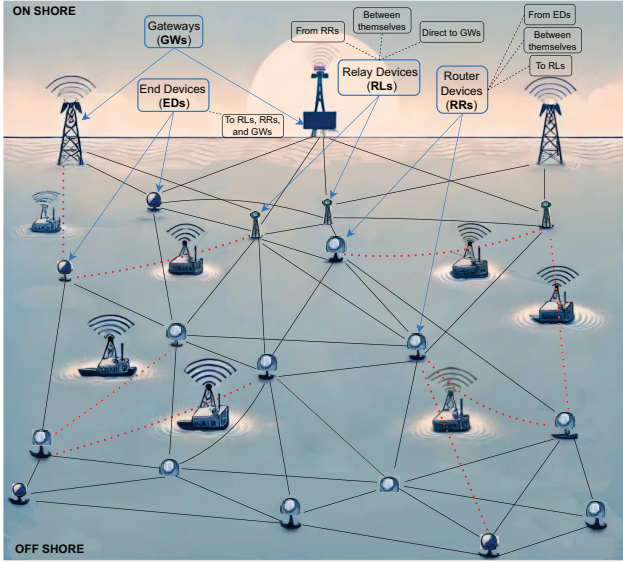 ON SHORE
Gateways
(GWs)
From RRs
Between
themselves
Direct to GWs
From EDs
Between
themselves
To RLs
End Devices
(EDs)
To RLs, RRs,
and GWs
Relay Devices
(RLs)
Router
Devices
(RRs)
OFF SHORE